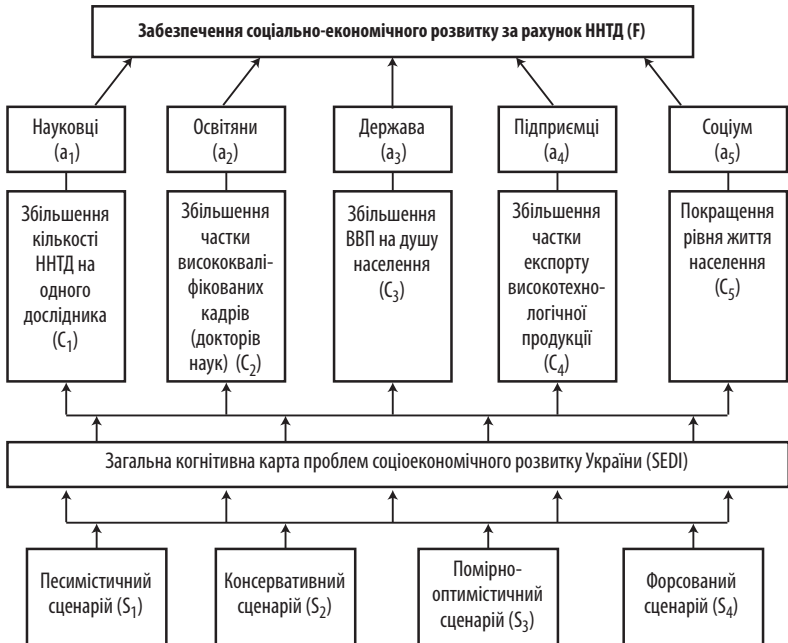 Забезпечення соціально-економічного розвитку за рахунок ННТД (F)
Науковці
(a₁)
Освітяни
(a₂)
Держава
(a₃)
Підприємці
(a₄)
Соціум
(a₅)
Збільшення
кількості
ННТД на
одного
дослідника
(C₁)
Збільшення
частки
висококвалі-
фікованих
кадрів
(докторів
наук) (C₂)
Збільшення
ВВП на душу
населення
(C₃)
Збільшення
частки
експорту
високотехно-
логічної
продукції
(C₄)
Покращення
рівня життя
населення
(C₅)
Загальна когнітивна карта проблем соціоекономічного розвитку України (SEDI)
Песимістичний
сценарій (S₁)
Консервативний
сценарій (S₂)
Помірно-
оптимістичний
сценарій (S₃)
Форсований
сценарій (S₄)